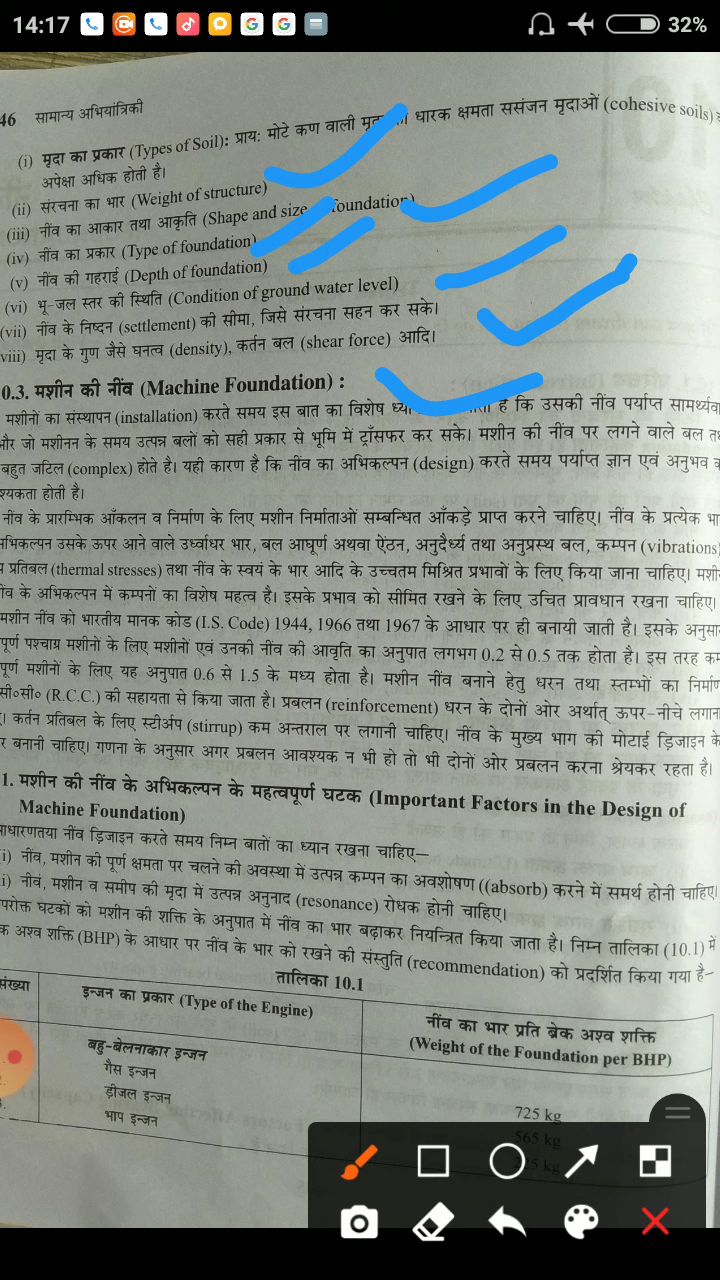 14:17
32%
46 सामान्य अभियांत्रिकी
(i) मृदा का प्रकार (Types of Soil): प्राय: मोटे कण वाली धारक क्षमता ससंजन मृदाओं (cohesive soils)
अपेक्षा अधिक होती है।
(ii) संरचना का भार (Weight of structure)
(iii) नींव का आकार तथा आकृति (Shape and size foundation)
(iv) नींव का प्रकार (Type of foundation)
(v) नींव की गहराई (Depth of foundation)
(vi) भू-जल स्तर की स्थिति (Condition of ground water level)
(vii) नींव के निष्दन (settlement) की सीमा, जिसे संरचना सहन कर सके।
viii) मृदा के गुण जैसे घनत्व (density), कर्तन बल (shear force) आदि।
0.3. मशीन की नींव (Machine Foundation) :
मशीनों का संस्थापन (installation) करते समय इस बात का विशेष है कि उसकी नींव पर्याप्त
और जो मशीनन के समय उत्पन्न बलों को सही प्रकार से भूमि में ट्राँसफर कर सके। मशीन की नींव पर लगने वाले बल
बहुत जटिल (complex) होते है। यही कारण है कि नींव का अभिकल्पन (design) करते समय पर्याप्त ज्ञान एवं अनुभव
श्यकता होती है।
नींव के प्रारम्भिक आँकलन व निर्माण के लिए मशीन निर्माताओं सम्बन्धित आँकड़े प्राप्त करने चाहिए। नींव के प्रत्येक
अभिकल्पन उसके ऊपर आने वाले उर्ध्वाधर भार, बल आघूर्ण अथवा ऐंठन, अनुदैर्ध्य तथा अनुप्रस्थ बल, कम्पन (vibrations)
प्रतिबल (thermal stresses) तथा नींव के स्वयं के भार आदि के उच्चतम मिश्रित प्रभावों के लिए किया जाना चाहिए।
नींव के अभिकल्पन में कम्पनों का विशेष महत्व है। इसके प्रभाव को सीमित रखने के लिए उचित प्रावधान रखना चाहिए।
मशीन नींव को भारतीय मानक कोड (I.S. Code) 1944, 1966 तथा 1967 के आधार पर ही बनायी जाती है। इसके
पूर्ण पश्चाग्र मशीनों के लिए मशीनों एवं उनकी नींव की आवृति का अनुपात लगभग 0.2 से 0.5 तक होता है। इस तरह
पूर्ण मशीनों के लिए यह अनुपात 0.6 से 1.5 के मध्य होता है। मशीन नींव बनाने हेतु धरन तथा स्तम्भों का निर्माण
सी०सी० (R.C.C.) की सहायता से किया जाता है। प्रबलन (reinforcement) धरन के दोनों ओर अर्थात् ऊपर-नीचे लगाना
। कर्तन प्रतिबल के लिए स्टीर्अप (stirrup) कम अन्तराल पर लगानी चाहिए। नींव के मुख्य भाग की मोटाई ड़िजाइन के
बनानी चाहिए। गणना के अनुसार अगर प्रबलन आवश्यक न भी हो तो भी दोनों ओर प्रबलन करना श्रेयकर रहता है।
1. मशीन की नींव के अभिकल्पन के महत्वपूर्ण घटक (Important Factors in the Design of
Machine Foundation)
साधारणतया नींव ड़िजाइन करते समय निम्न बातों का ध्यान रखना चाहिए—
(i) नींव, मशीन की पूर्ण क्षमता पर चलने की अवस्था में उत्पन्न कम्पन का अवशोषण ((absorb) करने में समर्थ होनी चाहिए।
i) नीवं, मशीन व समीप की मृदा में उत्पन्न अनुनाद (resonance) रोधक होनी चाहिए।
परोक्त घटकों को मशीन की शक्ति के अनुपात में नींव का भार बढ़ाकर नियन्त्रित किया जाता है। निम्न तालिका (10.1) में
क अश्व शक्ति (BHP) के आधार पर नींव के भार को रखने की संस्तुति (recommendation) को प्रदर्शित किया गया है–
तालिका 10.1
संख्या
इन्जन का प्रकार (Type of the Engine)
नींव का भार प्रति ब्रेक अश्व शक्ति
(Weight of the Foundation per BHP)
बहु-बेलनाकार इन्जन
गैस इन्जन
ड़ीजल इन्जन
भाप इन्जन
725 kg
565 kg